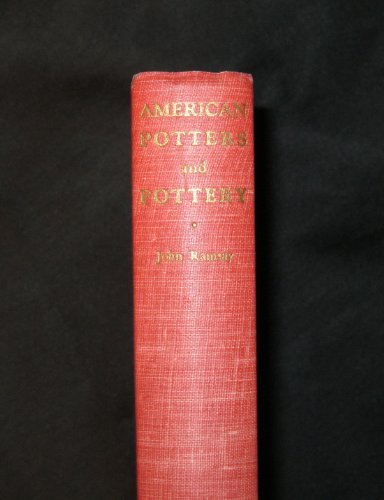 AMERICAN
POTTERS
and
POTTERY
John Ramsay